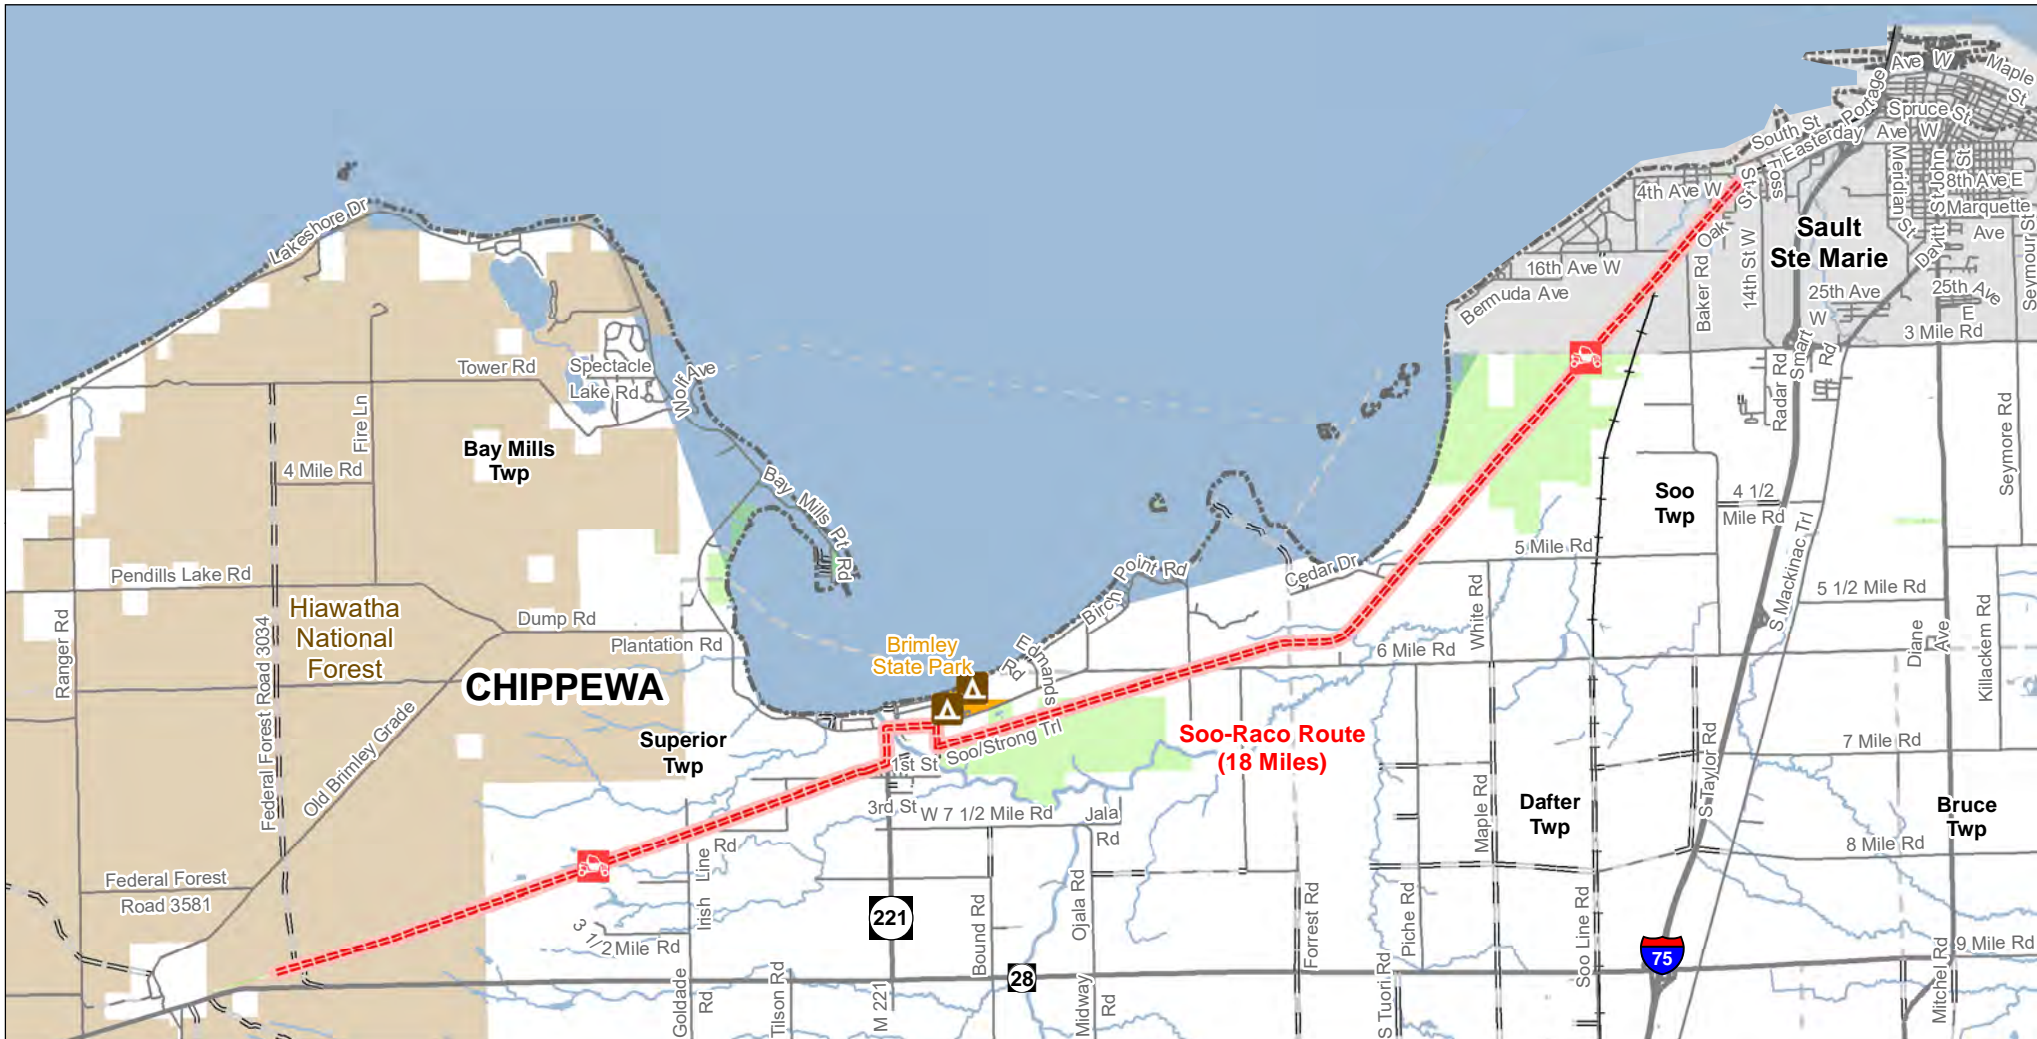 Ave W
Maple
St
Portage
Spruce St
South St
Easterday
Ave W
Foss
St
4th Ave W
St
Oak
14th St W
Baker Rd
Meridian St
St John
St
8th Ave E
Marquette
Ave
Davitt
Seymour St
Sault
Ste Marie
16th Ave W
Bermuda Ave
25th Ave
W
25th Ave
E
3 Mile Rd
Lakeshore Dr
Tower Rd
Spectacle
Lake Rd
Wolf Ave
Fire Ln
Bay Mills
Twp
4 Mile Rd
Bay Mills Pt Rd
Radar Rd
Smart
Rd
Seymore Rd
Soo
Twp
4 1/2
Mile Rd
S Mackinac Trl
5 Mile Rd
Cedar Dr
Birch Point Rd
Pendills Lake Rd
Hiawatha
National
Forest
Dump Rd
Plantation Rd
Ranger Rd
Federal Forest Road 3034
5 1/2 Mile Rd
Diane
Ave
Killackem Rd
White Rd
6 Mile Rd
Brimley
State Park
Edmands
Rd
CHIPPEWA
Old Brimley Grade
Superior
Twp
1st St
Soo/Strong Trl
Soo-Raco Route
(18 Miles)
7 Mile Rd
S Taylor Rd
3rd St
W 7 1/2 Mile Rd
Jala
Rd
Maple Rd
Dafter
Twp
Bruce
Twp
8 Mile Rd
Irish Line
Rd
Federal Forest
Road 3581
3 1/2 Mile Rd
221
Bound Rd
Ojala Rd
Forrest Rd
Piche Rd
Soo Line Rd
75
9 Mile Rd
28
Goldade
Rd
Tilson Rd
M 221
Midway
Rd
S Tuori Rd
Mitchel Rd